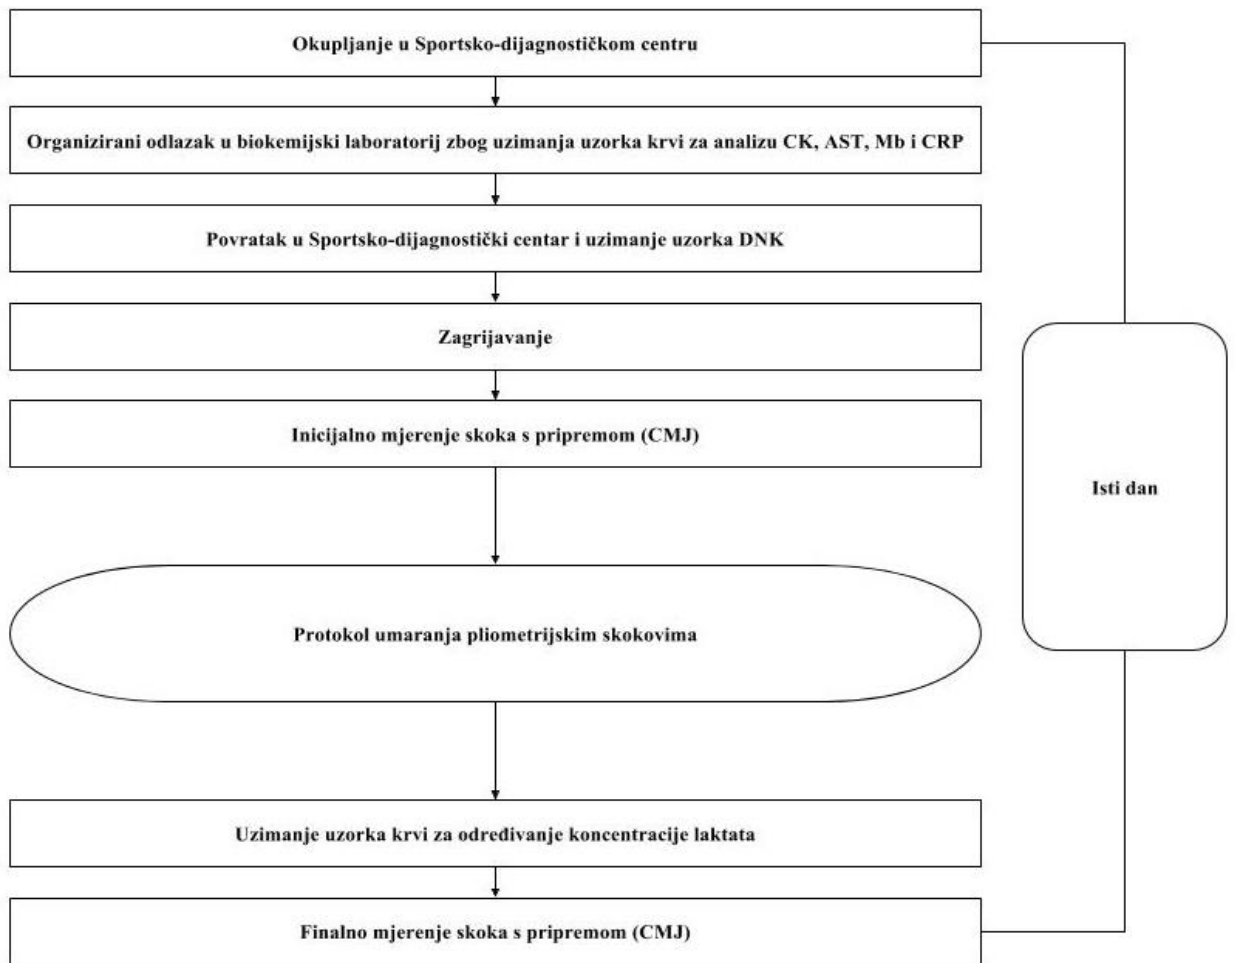 Okupljanje u Sportsko-dijagnostičkom centru
Organizirani odlazak u biokemijski laboratorij zbog uzimanja uzorka krvi za analizu CK, AST, Mb i CRP
Povratak u Sportsko-dijagnostički centar i uzimanje uzorka DNK
Zagrijavanje
Inicijalno mjerenje skoka s pripremom (CMJ)
Isti dan
Protokol umaranja pliometrijskim skokovima
Uzimanje uzorka krvi za određivanje koncentracije laktata
Finalno mjerenje skoka s pripremom (CMJ)